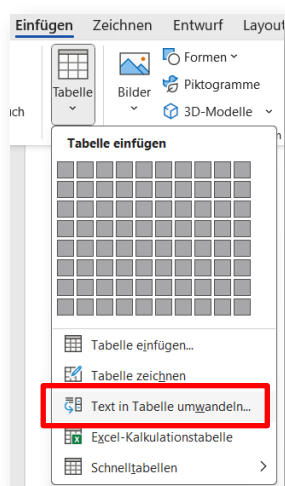 Einfügen Zeichnen Entwurf Layout
Formen
Piktogramme
3D-Modelle
Tabelle
Bilder
Tabelle einfügen
Tabelle einfügen...
Tabelle zeichnen
Text in Tabelle umwandeln...
Excel-Kalkulationstabelle
Schnelltabellen